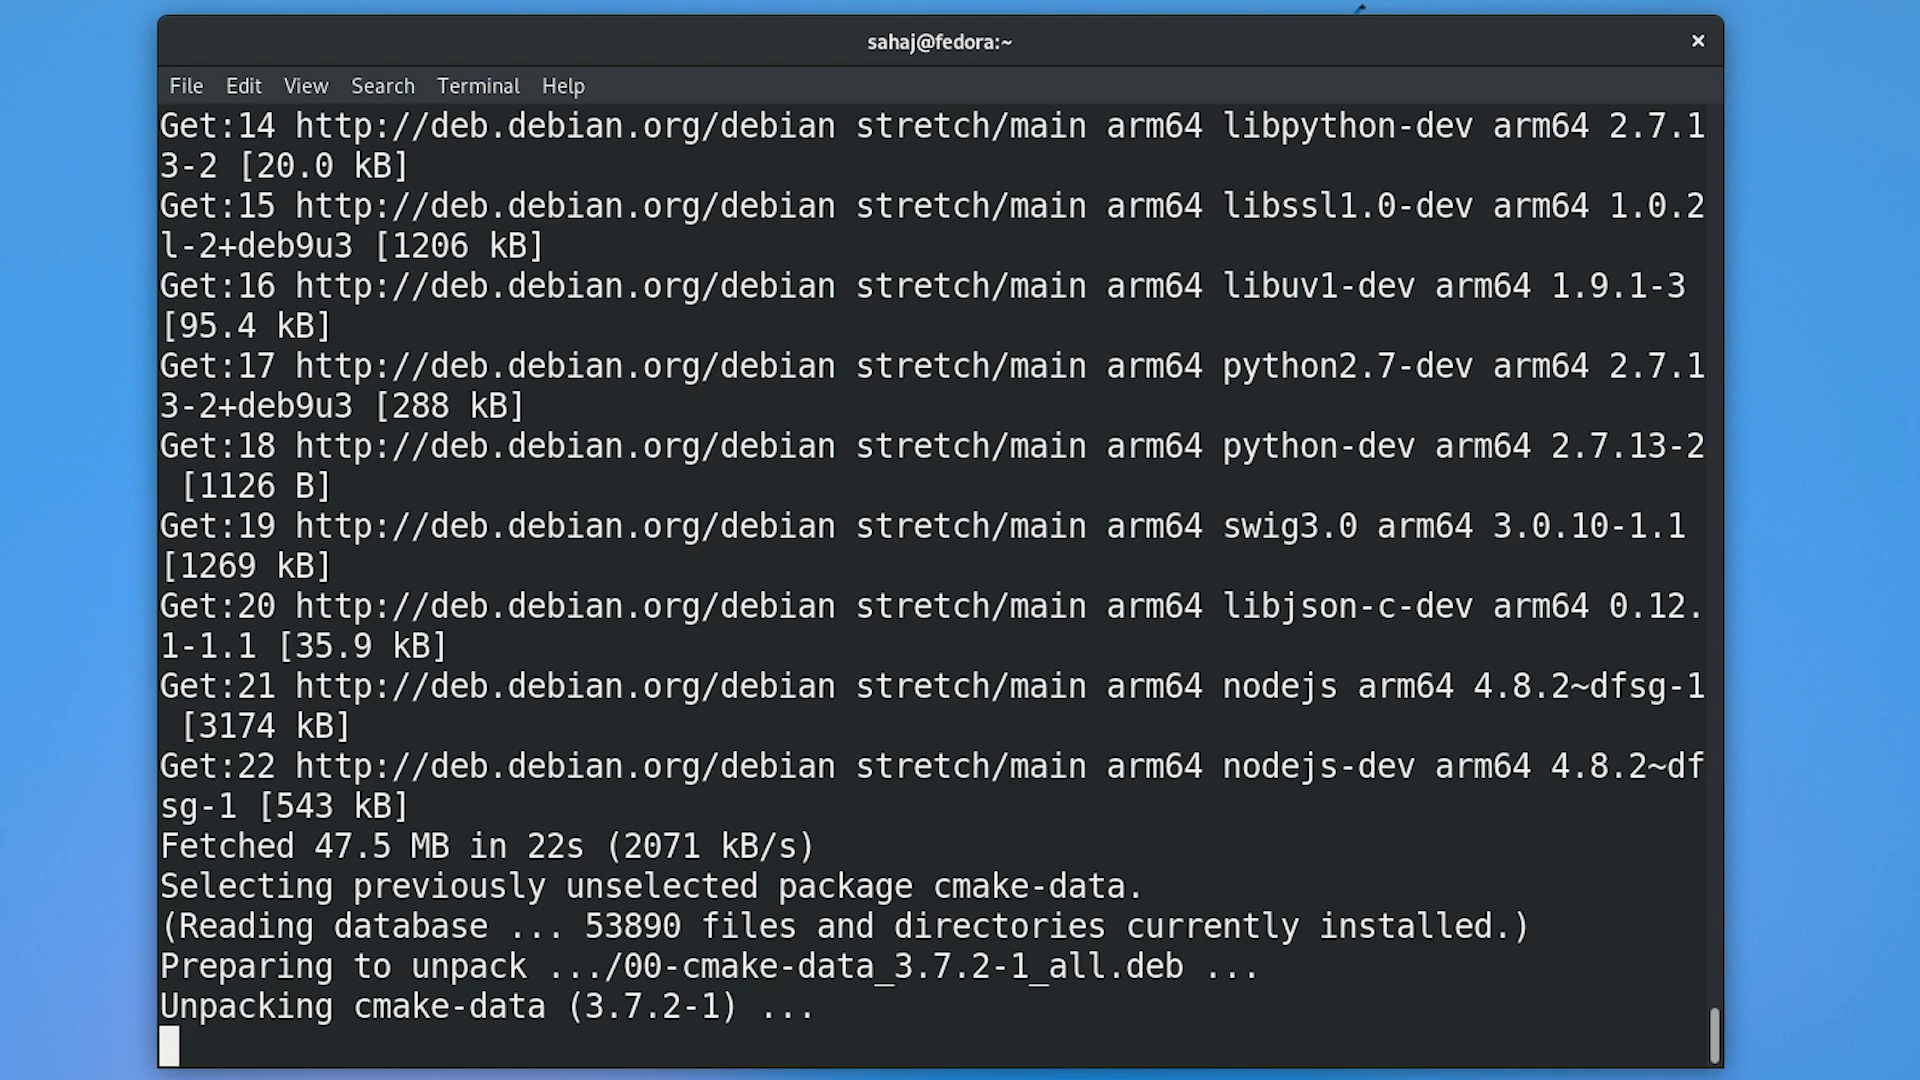 sahaj@fedora:~
File Edit View Search Terminal Help
Get:14 http://deb.debian.org/debian stretch/main arm64 libpython-dev arm64 2.7.1
3-2 [20.0 kB]
Get:15 http://deb.debian.org/debian stretch/main arm64 libssl1.0-dev arm64 1.0.2
l-2+deb9u3 [1206 kB]
Get:16 http://deb.debian.org/debian stretch/main arm64 libuv1-dev arm64 1.9.1-3
[95.4 kB]
Get:17 http://deb.debian.org/debian stretch/main arm64 python2.7-dev arm64 2.7.1
3-2+deb9u3 [288 kB]
Get:18 http://deb.debian.org/debian stretch/main arm64 python-dev arm64 2.7.13-2
[1126 B]
Get:19 http://deb.debian.org/debian stretch/main arm64 swig3.0 arm64 3.0.10-1.1
[1269 kB]
Get:20 http://deb.debian.org/debian stretch/main arm64 libjson-c-dev arm64 0.12.
1-1.1 [35.9 kB]
Get:21 http://deb.debian.org/debian stretch/main arm64 nodejs arm64 4.8.2~dfsg-1
[3174 kB]
Get:22 http://deb.debian.org/debian stretch/main arm64 nodejs-dev arm64 4.8.2~df
sg-1 [543 kB]
Fetched 47.5 MB in 22s (2071 kB/s)
Selecting previously unselected package cmake-data.
(Reading database ... 53890 files and directories currently installed.)
Preparing to unpack .../00-cmake-data_3.7.2-1_all.deb ...
Unpacking cmake-data (3.7.2-1) ...